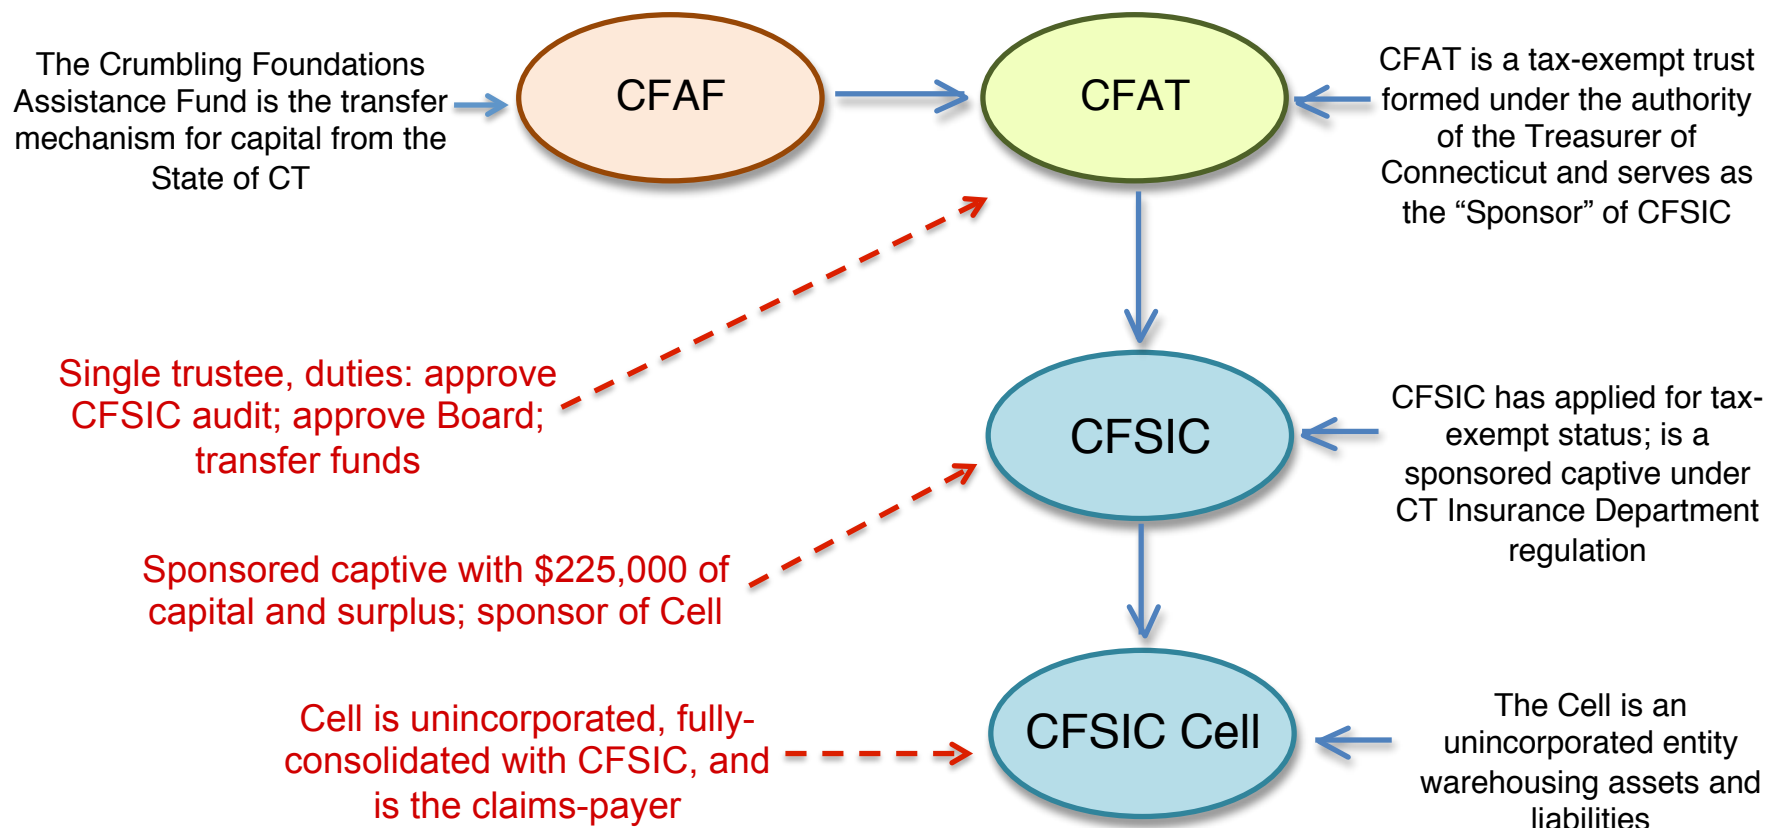 The Crumbling Foundations
Assistance Fund is the transfer
mechanism for capital from the
State of CT
CFAF
CFAT
CFAT is a tax-exempt trust
formed under the authority
of the Treasurer of
Connecticut and serves as
the “Sponsor” of CFSIC
Single trustee, duties: approve
CFSIC audit; approve Board;
transfer funds
CFSIC
CFSIC has applied for tax-
exempt status; is a
sponsored captive under
CT Insurance Department
regulation
Sponsored captive with $225,000 of
capital and surplus; sponsor of Cell
Cell is unincorporated, fully-
consolidated with CFSIC, and
is the claims-payer
CFSIC Cell
The Cell is an
unincorporated entity
warehousing assets and
liabilities